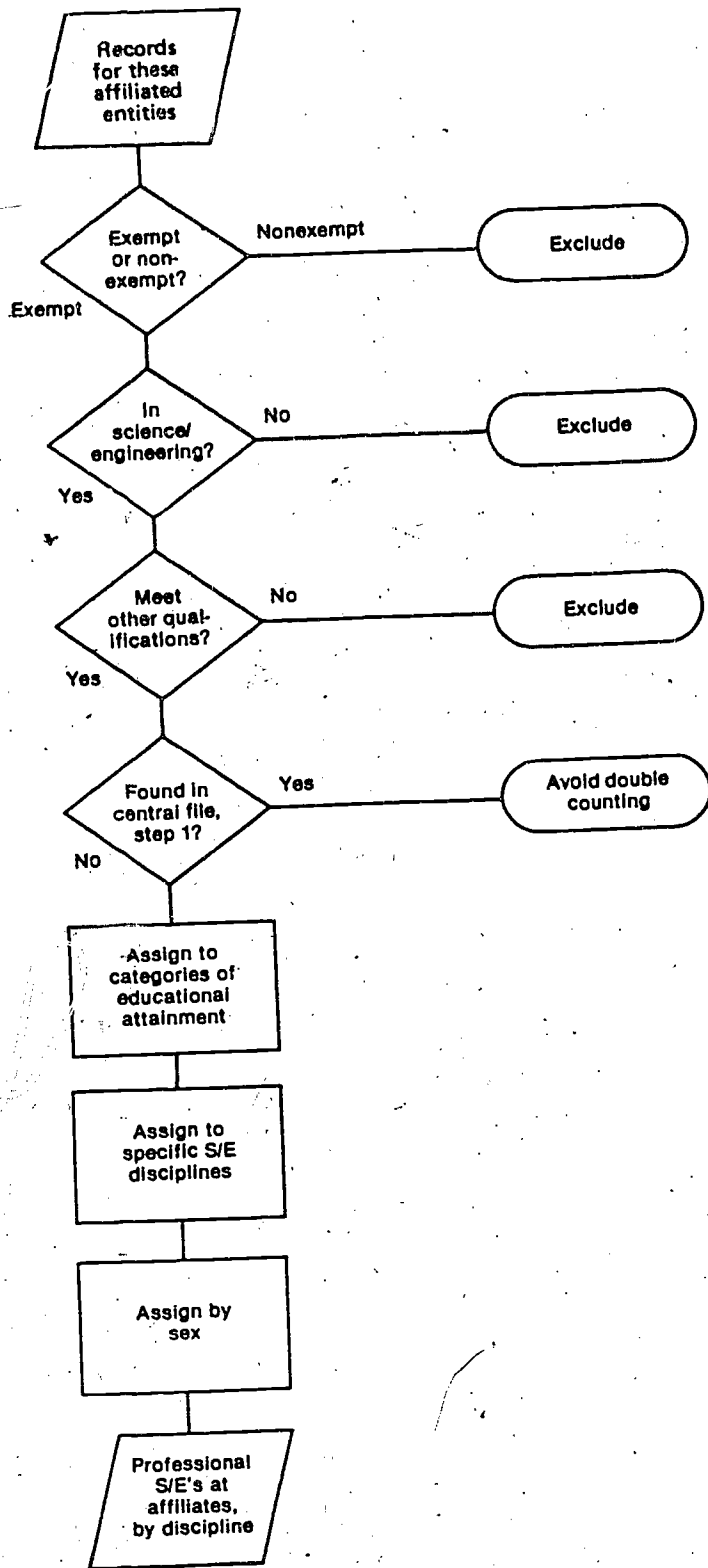 Records
for these
affiliated
entities
Exempt
or non-
exempt?
Nonexempt
Exclude
Exempt
In
science/
engineering?
No
Exclude
Yes
Meet
other qual-
ifications?
No
Exclude
Yes
Found in
central file,
step 1?
Yes
Avoid double
counting
No
Assign to
categories of
educational
attainment
Assign to
specific S/E
disciplines
Assign by
sex
Professional
S/E's at
affiliates,
by discipline